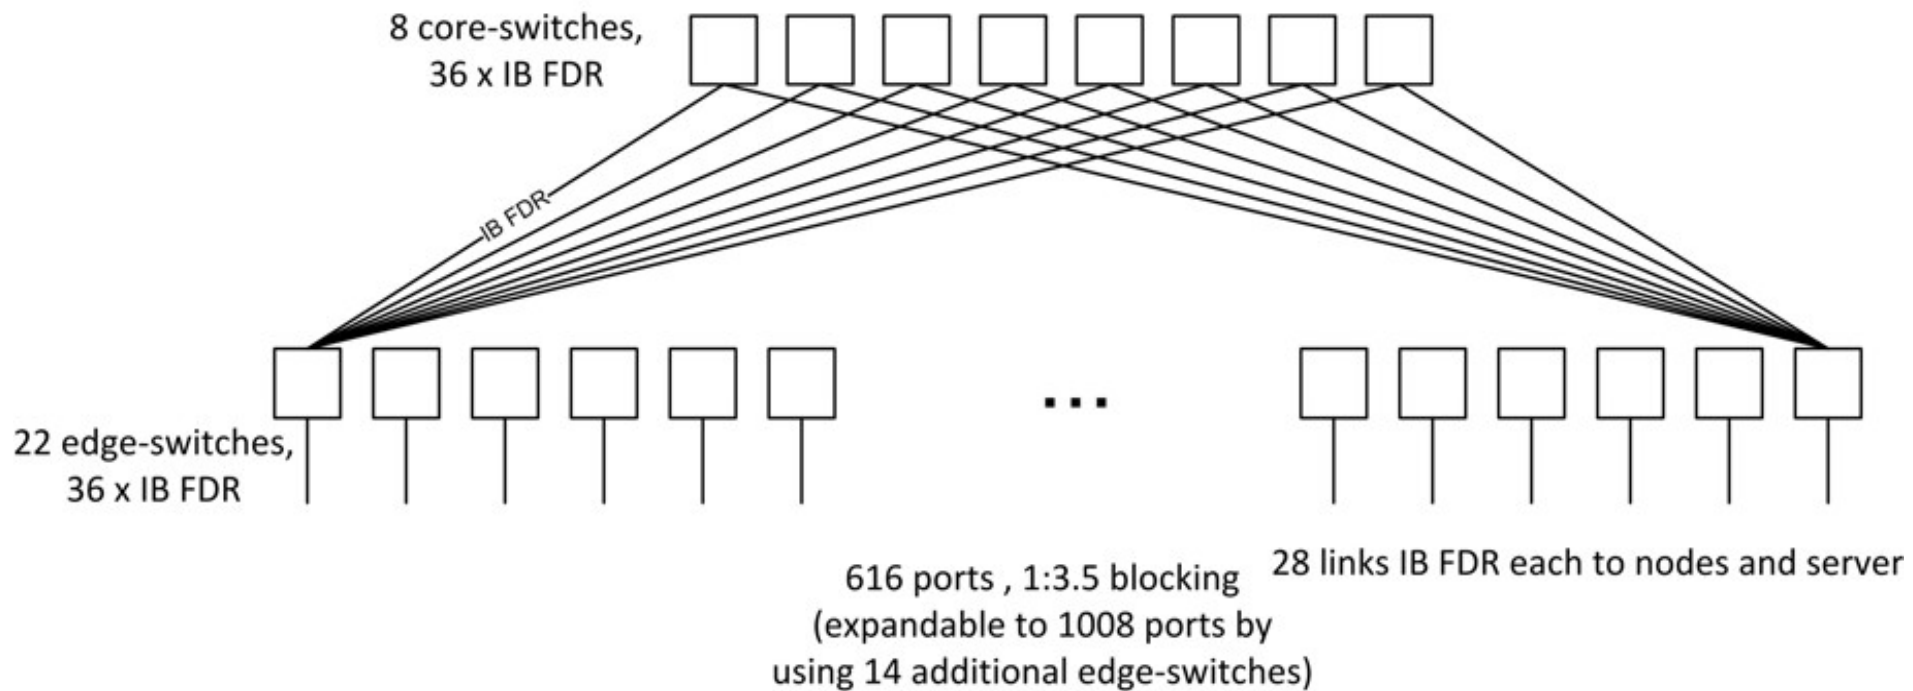 8 core-switches,
36 x IB FDR
IB FDR
22 edge-switches,
36 x IB FDR
...
28 links IB FDR each to nodes and server
616 ports , 1:3.5 blocking
(expandable to 1008 ports by
using 14 additional edge-switches)